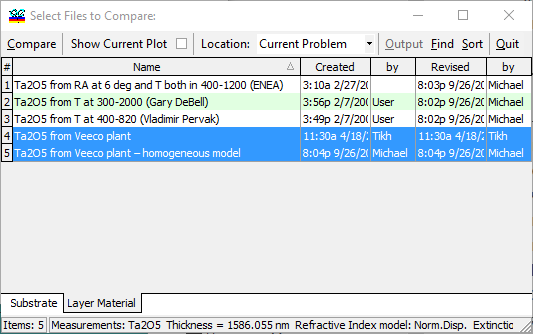 Select Files to Compare:
Compare Show Current Plot Location: Current Problem Output Find Sort Quit
# Name Created by Revised by
1 Ta2O5 from RA at 6 deg and T both in 400-1200 (ENEA) 3:10a 2/27/20 8:03p 9/26/20 Michael
2 Ta2O5 from T at 300-2000 (Gary DeBell) 3:56p 2/7/200 User 8:02p 9/26/20 Michael
3 Ta2O5 from T at 400-820 (Vladimir Pervak) 3:49p 2/7/200 User 8:02p 9/26/20 Michael
4 Ta2O5 from Veeco plant 11:30a 4/18/ Tikh 11:30a 4/18/ Tikh
5 Ta2O5 from Veeco plant – homogeneous model 8:04p 9/26/20 Michael 8:04p 9/26/20 Michael
Substrate Layer Material
Items: 5 Measurements: Ta2O5 Thickness = 1586.055 nm Refractive Index model: Norm.Disp. Extinctic